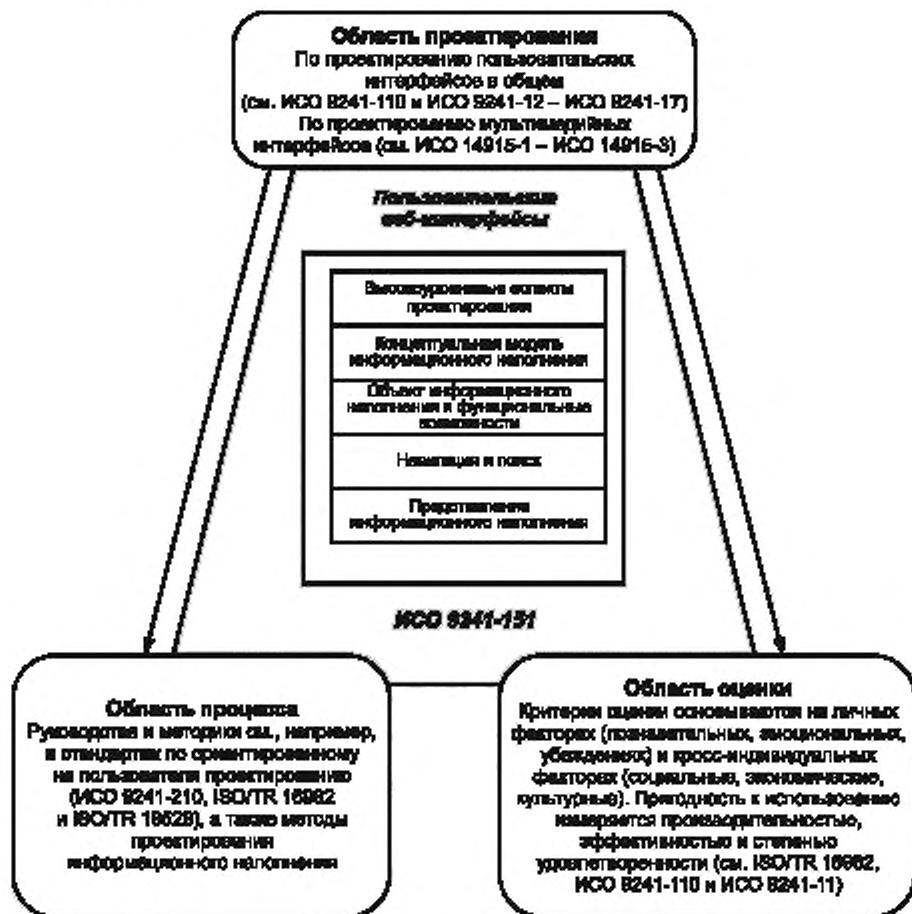 Область проектирования
По проектированию пользовательских
интерфейсов в общем
(см. ИСО 9241-110 и ИСО 9241-12 – ИСО 9241-17)
По проектированию мультимедийных
интерфейсов (см. ИСО 14915-1 – ИСО 14915-3)
Пользовательские
веб-интерфейсы
Высокоуровневые аспекты
проектирования
Концептуальная модель
информационного наполнения
Объект информационного
наполнения и функциональные
возможности
Навигация и поиск
Представление
информационного наполнения
ИСО 9241-151
Область процесса
Руководства и методики см., например,
в стандартах по ориентированному
на пользователя проектированию
(ИСО 9241-210, ISO/TR 16982
и ISO/TR 18529), а также методы
проектирования
информационного наполнения
Область оценки
Критерии оценки основываются на личных
факторах (познавательных, эмоциональных,
убеждениях) и кросс-индивидуальных
факторах (социальные, экономические,
культурные). Пригодность к использованию
измеряется производительностью,
эффективностью и степенью
удовлетворенности (см. ISO/TR 16982,
ИСО 9241-110 и ИСО 9241-11)